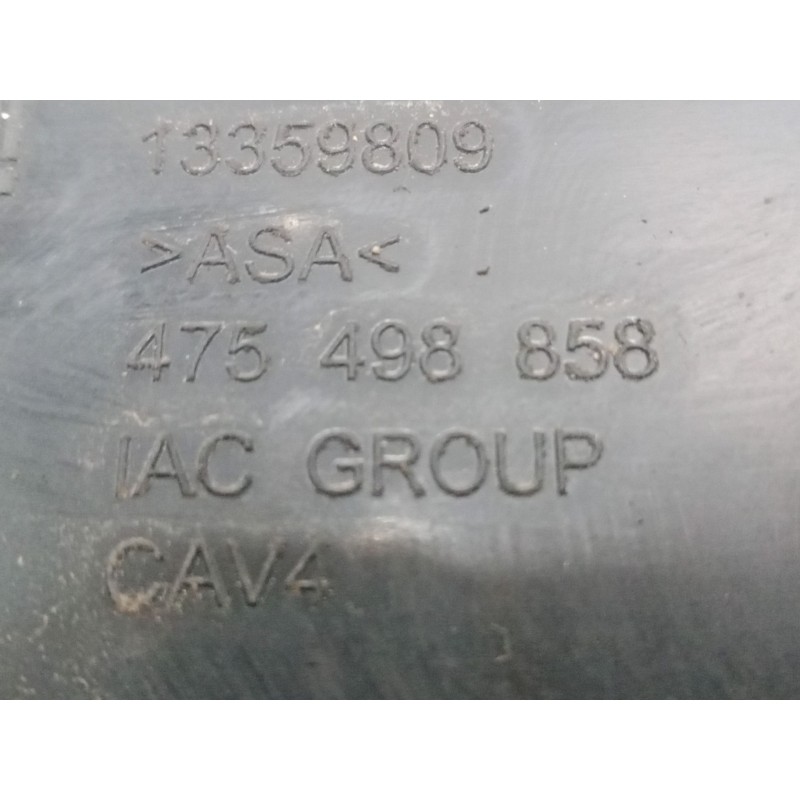 13359809
>ASA<
475 498 858
IAC GROUP
CAV4